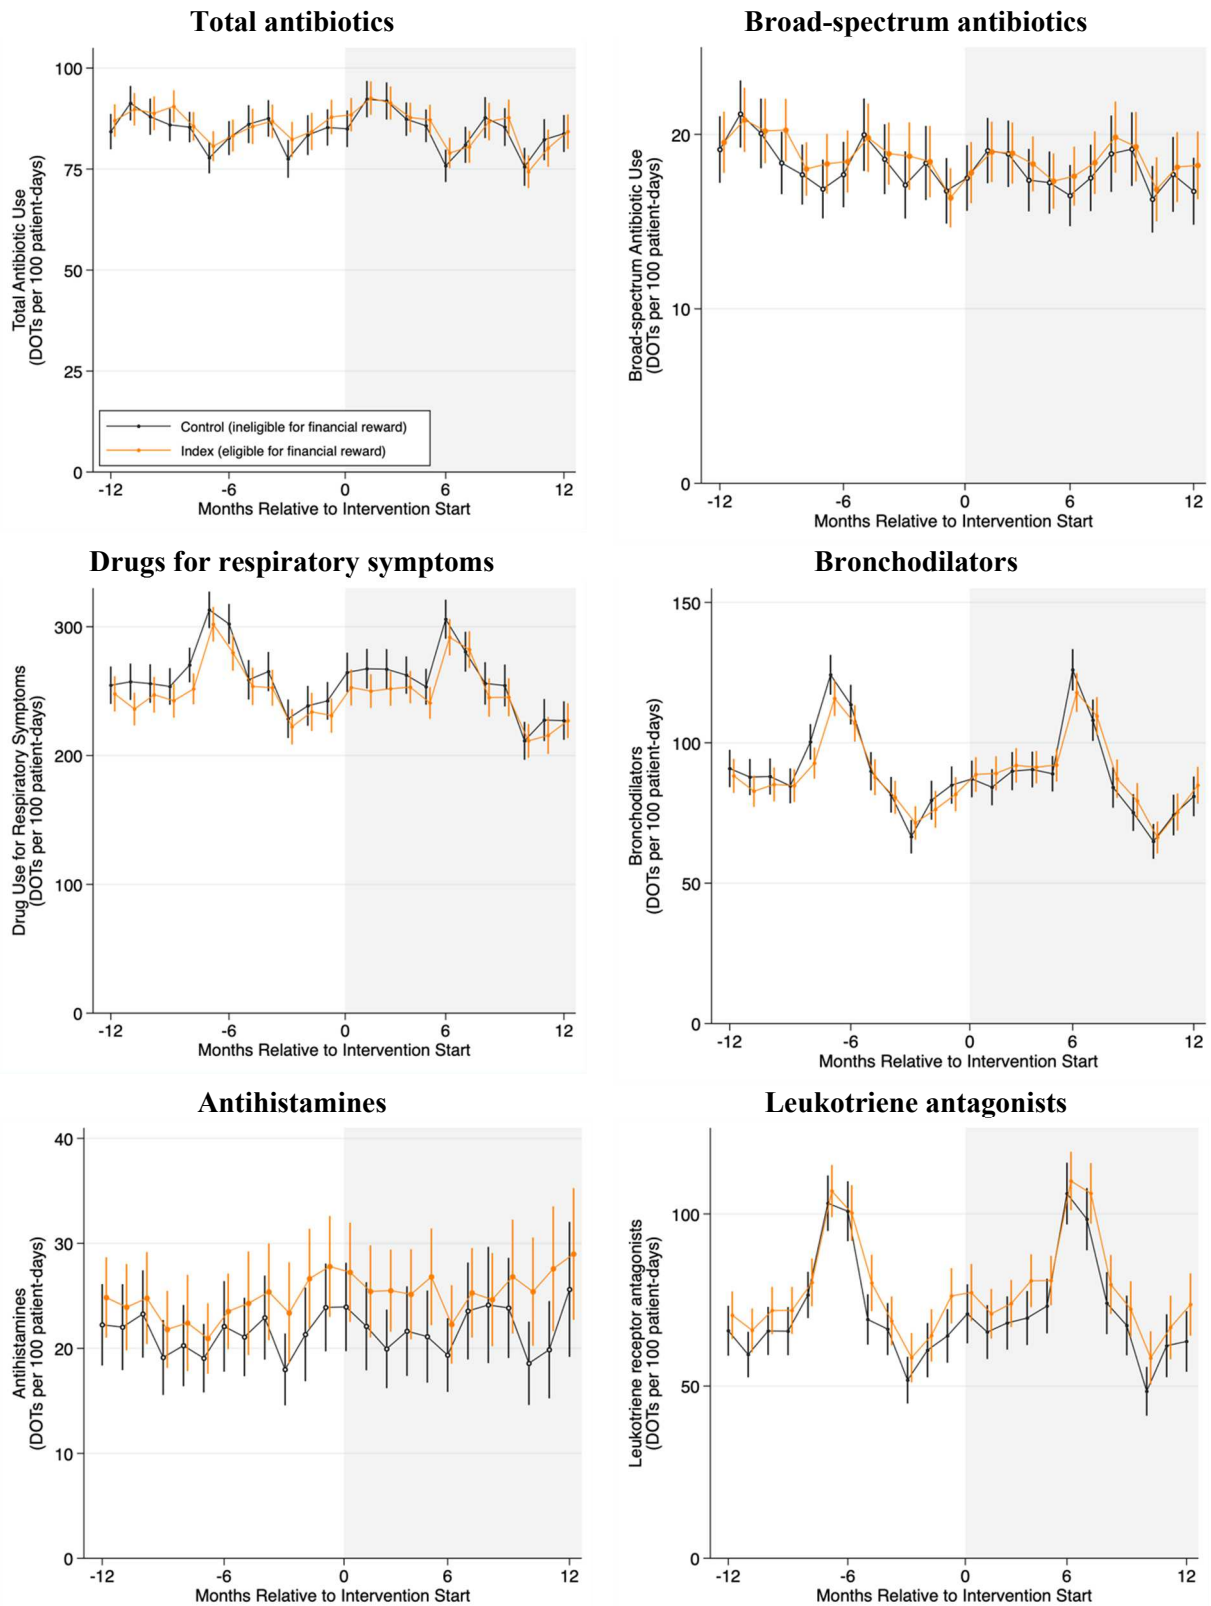 Total antibiotics
Total Antibiotic Use
(DOTs per 100 patient-days)
100
75
50
25
0
Control (ineligible for financial reward)
Index (eligible for financial reward)
-12
-6
0
6
12
Months Relative to Intervention Start
Broad-spectrum antibiotics
Broad-spectrum Antibiotic Use
(DOTs per 100 patient-days)
20
10
0
-12
-6
0
6
12
Months Relative to Intervention Start
Drugs for respiratory symptoms
Drug Use for Respiratory Symptoms
(DOTs per 100 patient-days)
300
200
100
0
-12
-6
0
6
12
Months Relative to Intervention Start
Bronchodilators
Bronchodilators
(DOTs per 100 patient-days)
150
100
50
0
-12
-6
0
6
12
Months Relative to Intervention Start
Antihistamines
Antihistamines
(DOTs per 100 patient-days)
40
30
20
10
0
-12
-6
0
6
12
Months Relative to Intervention Start
Leukotriene antagonists
Leukotriene receptor antagonists
(DOTs per 100 patient-days)
100
50
0
-12
-6
0
6
12
Months Relative to Intervention Start